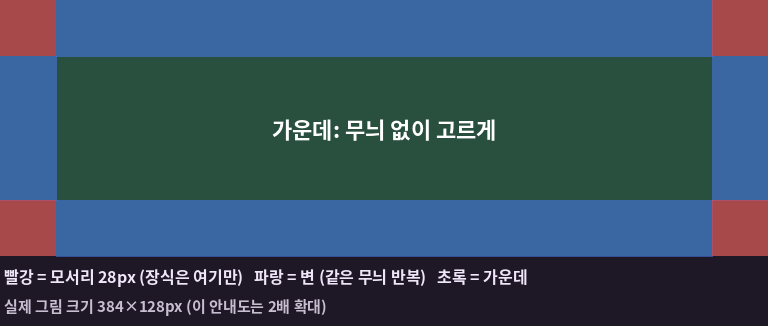 가운데: 무늬 없이 고르게
빨강 = 모서리 28px (장식은 여기만) 파랑 = 변 (같은 무늬 반복) 초록 = 가운데
실제 그림 크기 384×128px (이 안내도는 2배 확대)